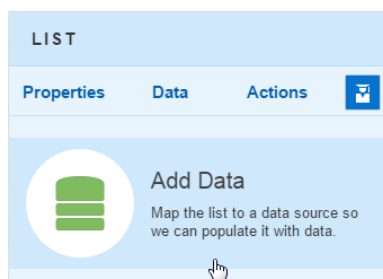 LIST
Properties Data Actions
Add Data
Map the list to a data source so
we can populate it with data.